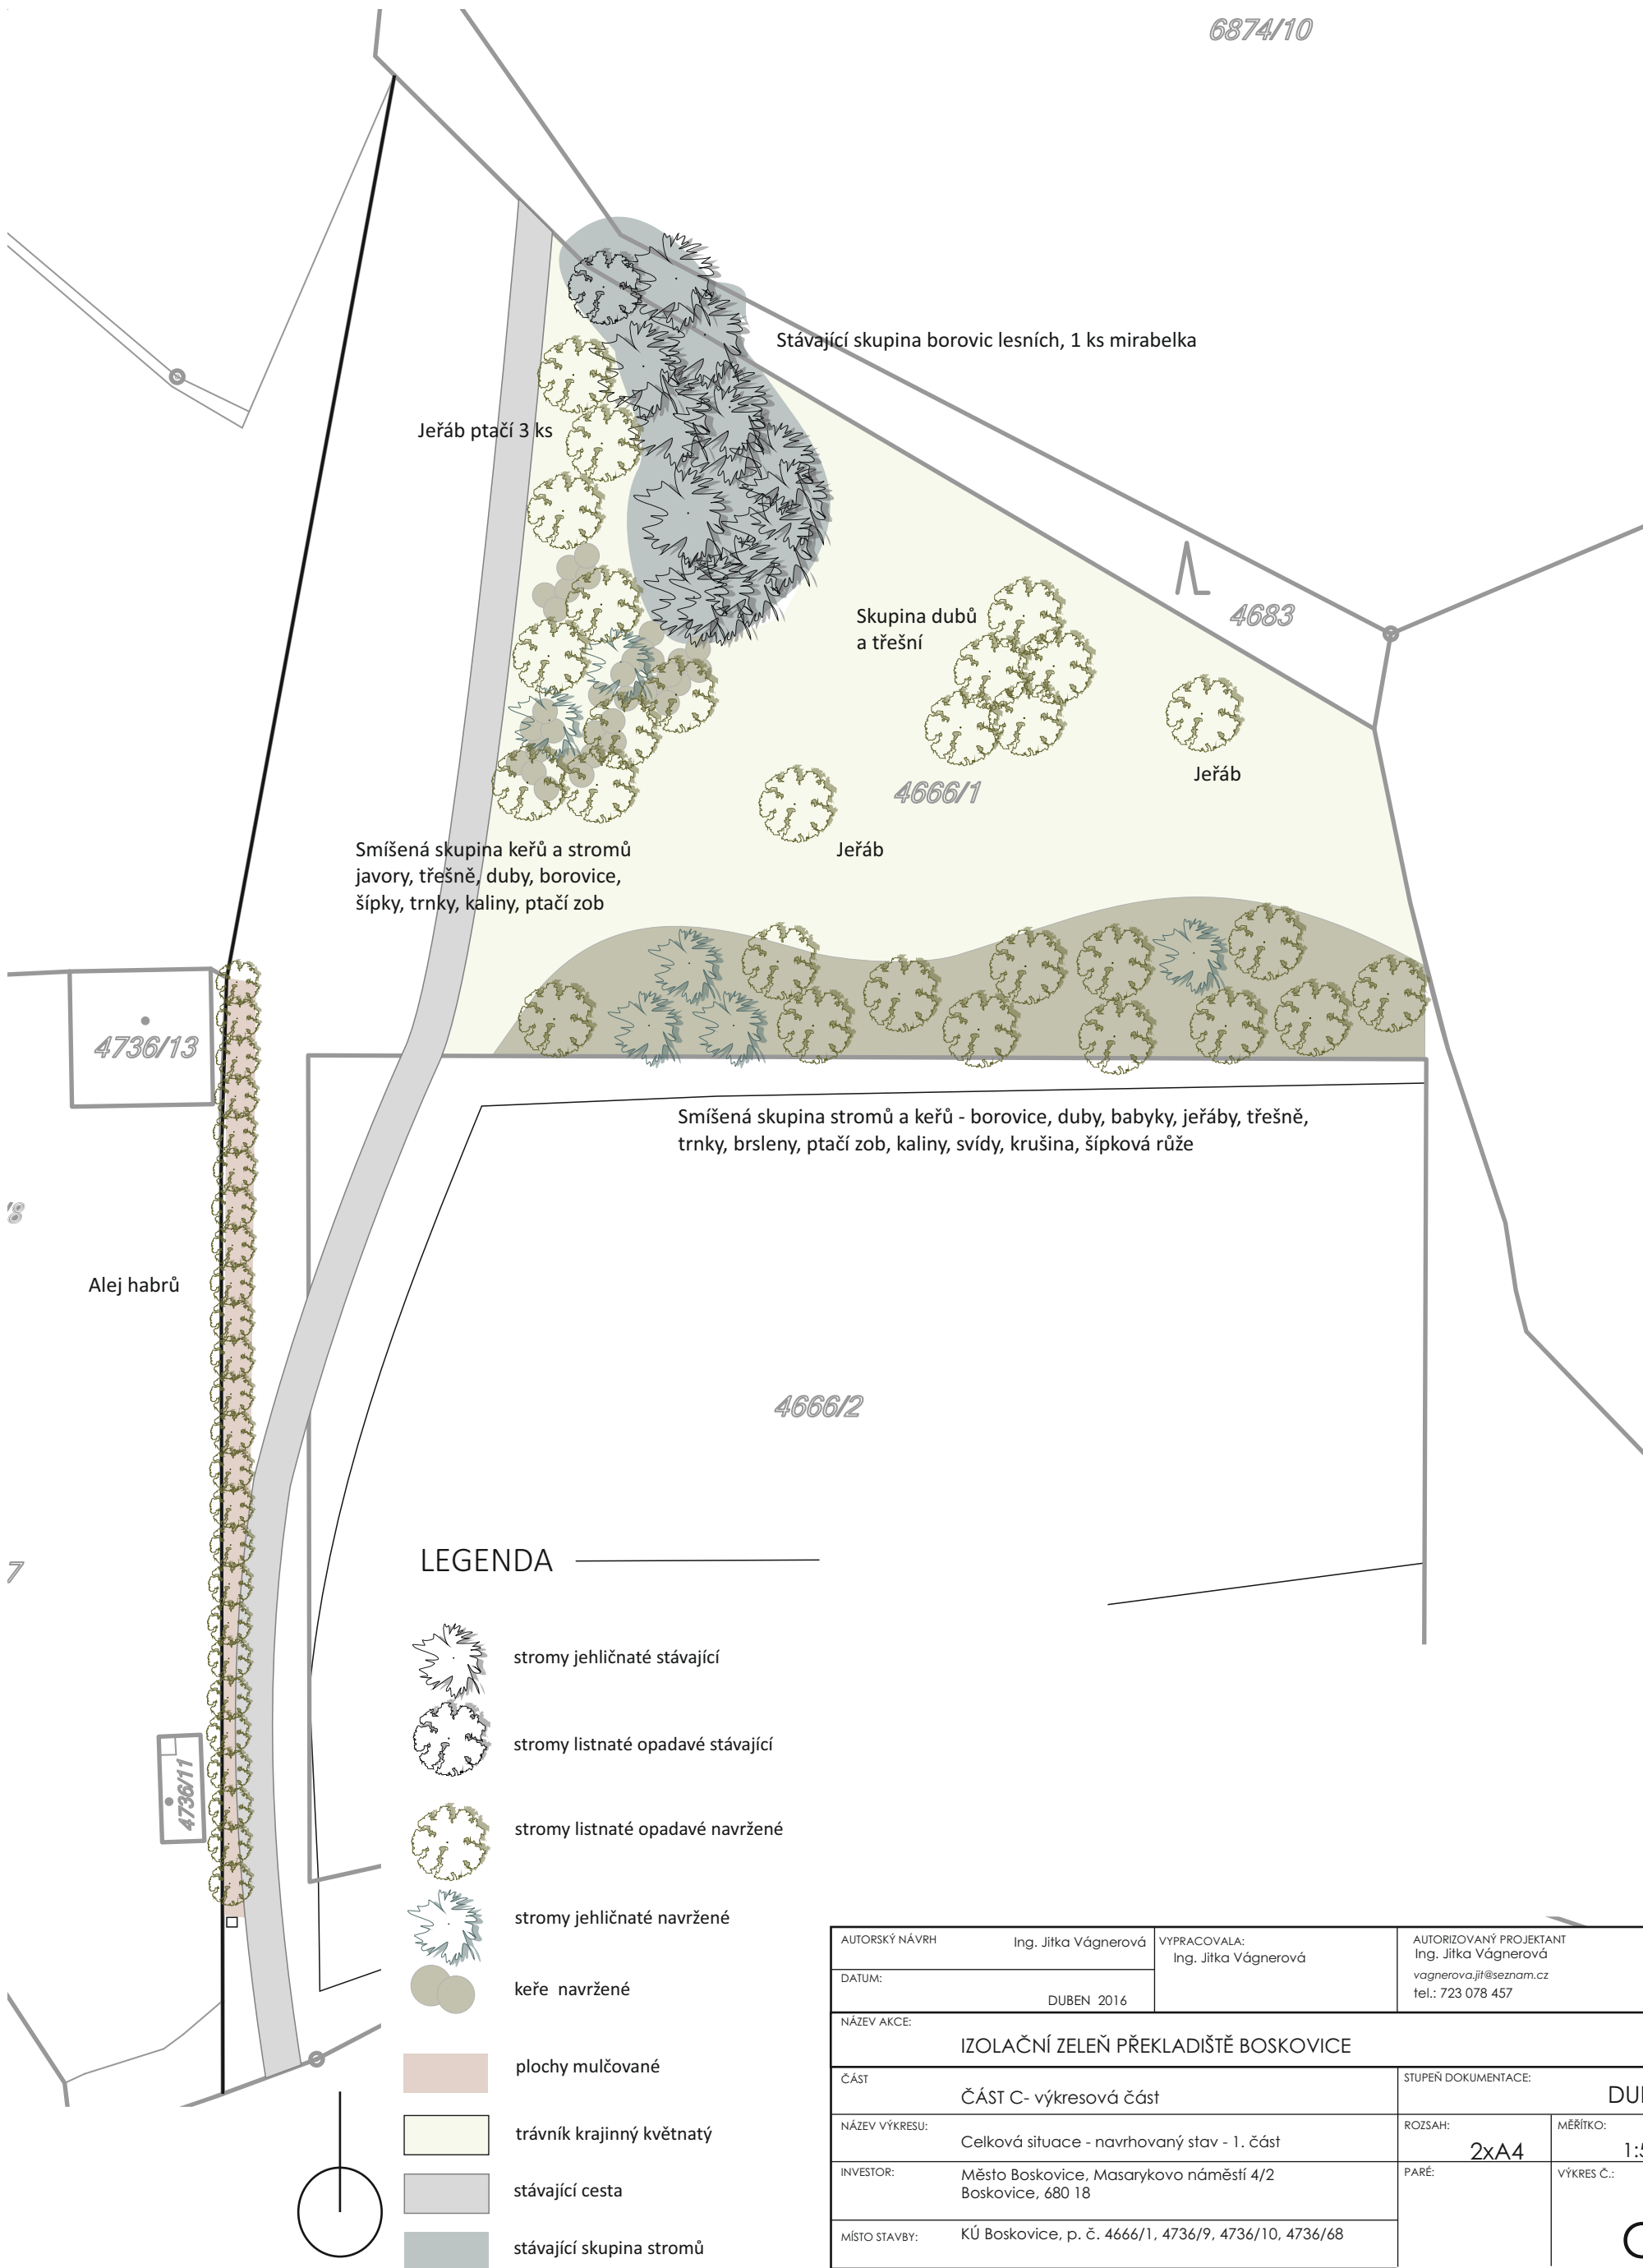 6874/10
Stávající skupina borovic lesních, 1 ks mirabelka
Jeřáb ptačí 3 ks
Skupina dubů
a třešní
4683
Jeřáb
4666/1
Jeřáb
Smíšená skupina keřů a stromů
javory, třešně, duby, borovice,
šípky, trnky, kaliny, ptačí zob
4736/13
Smíšená skupina stromů a keřů - borovice, duby, babyky, jeřáby, třešně,
trnky, brsleny, ptačí zob, kaliny, svídy, krušina, šípková růže
/8
Alej habrů
4666/2
7
LEGENDA
stromy jehličnaté stávající
stromy listnaté opadavé stávající
4736/11
stromy listnaté opadavé navržené
stromy jehličnaté navržené
keře navržené
plochy mulčované
trávník krajinný květnatý
stávající cesta
stávající skupina stromů
AUTORSKÝ NÁVRH Ing. Jitka Vágnerová
VYPRACOVALA:
Ing. Jitka Vágnerová
AUTORIZOVANÝ PROJEKTANT
Ing. Jitka Vágnerová
vagnerova.jit@seznam.cz
tel.: 723 078 457
DATUM:
DUBEN 2016
NÁZEV AKCE:
IZOLAČNÍ ZELEŇ PŘEKLADIŠTĚ BOSKOVICE
ČÁST
ČÁST C- výkresová část
STUPEŇ DOKUMENTACE:
NÁZEV VÝKRESU:
Celková situace - navrhovaný stav - 1. část
ROZSAH:
2xA4
MĚŘÍTKO:
INVESTOR:
Město Boskovice, Masarykovo náměstí 4/2
Boskovice, 680 18
PARÉ:
VÝKRES Č.:
MÍSTO STAVBY:
KÚ Boskovice, p. č. 4666/1, 4736/9, 4736/10, 4736/68